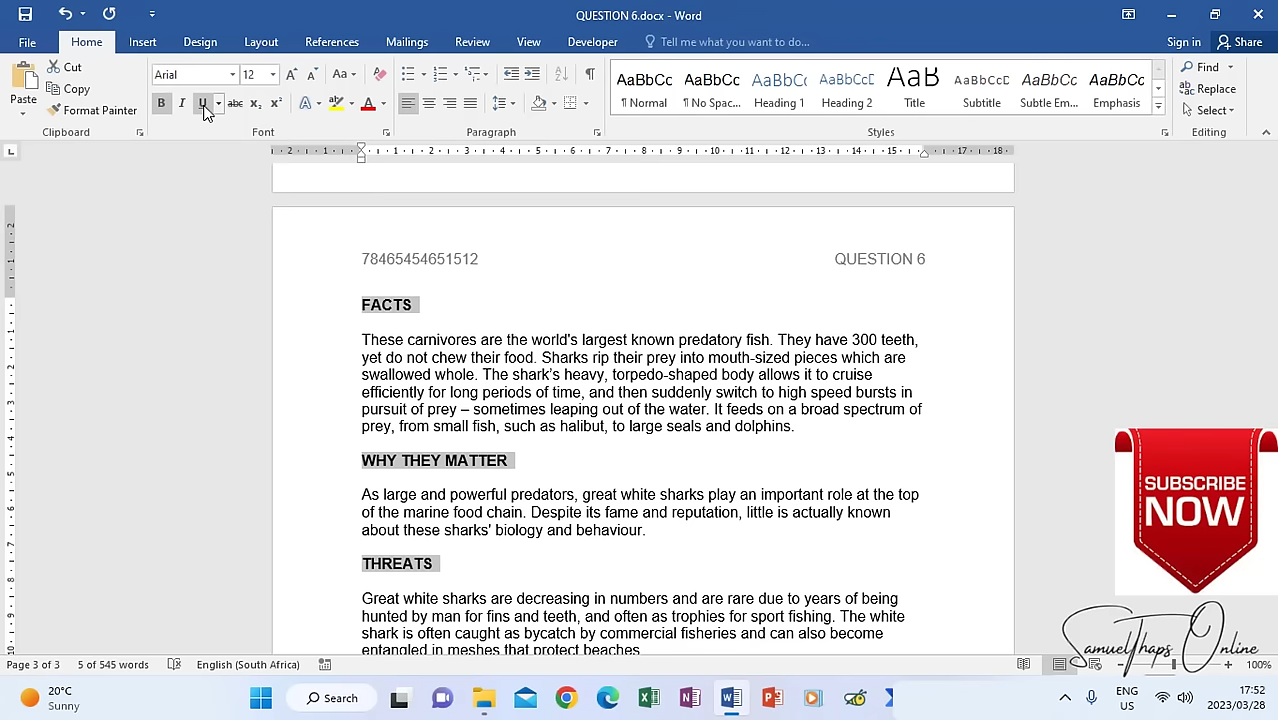 QUESTION 6.docx - Word
File Home Insert Design Layout References Mailings Review View Developer Tell me what you want to do... Sign in Share
Paste
Cut
Copy
Format Painter
Clipboard
Arial 12
Font
Paragraph
AaBbCc AaBbCc AaBbC( AaBbCcE AaB AaBbCcD AaBbCc AaBbCc
¶ Normal ¶ No Spac... Heading 1 Heading 2 Title Subtitle Subtle Em... Emphasis
Styles
Find
Replace
Select
Editing
78465454651512 QUESTION 6
FACTS
These carnivores are the world's largest known predatory fish. They have 300 teeth,
yet do not chew their food. Sharks rip their prey into mouth-sized pieces which are
swallowed whole. The shark’s heavy, torpedo-shaped body allows it to cruise
efficiently for long periods of time, and then suddenly switch to high speed bursts in
pursuit of prey – sometimes leaping out of the water. It feeds on a broad spectrum of
prey, from small fish, such as halibut, to large seals and dolphins.
WHY THEY MATTER
As large and powerful predators, great white sharks play an important role at the top
of the marine food chain. Despite its fame and reputation, little is actually known
about these sharks' biology and behaviour.
THREATS
Great white sharks are decreasing in numbers and are rare due to years of being
hunted by man for fins and teeth, and often as trophies for sport fishing. The white
shark is often caught as bycatch by commercial fisheries and can also become
entangled in meshes that protect beaches
SUBSCRIBE
NOW
SamuelThaps Online
Page 3 of 3 5 of 545 words English (South Africa) 100%
20°C
Sunny
Search
ENG
US
17:52
2023/03/28